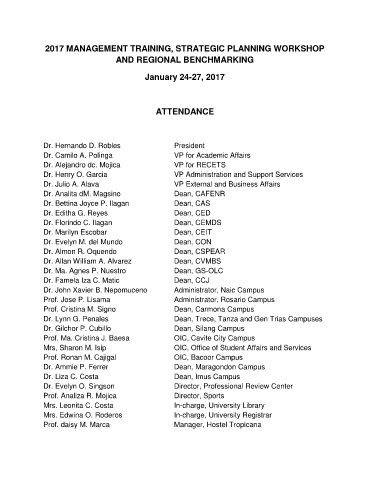 2017 MANAGEMENT TRAINING, STRATEGIC PLANNING WORKSHOP
AND REGIONAL BENCHMARKING
January 24-27, 2017
ATTENDANCE
Dr. Hernando D. Robles President
Dr. Camilo A. Polinga VP for Academic Affairs
Dr. Alejandro dc. Mojica VP for RECETS
Dr. Henry O. Garcia VP Administration and Support Services
Dr. Julio A. Alava VP External and Business Affairs
Dr. Analita dM. Magsino Dean, CAFENR
Dr. Bettina Joyce P. Ilagan Dean, CAS
Dr. Editha G. Reyes Dean, CED
Dr. Florindo C. Ilagan Dean, CEMDS
Dr. Marilyn Escobar Dean, CEIT
Dr. Evelyn M. del Mundo Dean, CON
Dr. Almon R. Oquendo Dean, CSPEAR
Dr. Allan William A. Alvarez Dean, CVMBS
Dr. Ma. Agnes P. Nuestro Dean, GS-OLC
Dr. Famela Iza C. Matic Dean, CCJ
Dr. John Xavier B. Nepomuceno Administrator, Naic Campus
Prof. Jose P. Lisama Administrator, Rosario Campus
Prof. Cristina M. Signo Dean, Carmona Campus
Dr. Lynn G. Penales Dean, Trece, Tanza and Gen Trias Campuses
Dr. Gilchor P. Cubillo Dean, Silang Campus
Prof. Ma. Cristina J. Baesa OIC, Cavite City Campus
Mrs, Sharon M. Isip OIC, Office of Student Affairs and Services
Prof. Ronan M. Cajigal OIC, Bacoor Campus
Dr. Ammie P. Ferrer Dean, Maragondon Campus
Dr. Liza C. Costa Dean, Imus Campus
Dr. Evelyn O. Singson Director, Professional Review Center
Prof. Analiza R. Mojica Director, Sports
Mrs. Leonita C. Costa In-charge, University Library
Mrs. Edwina O. Roderos In-charge, University Registrar
Prof. daisy M. Marca Manager, Hostel Tropicana